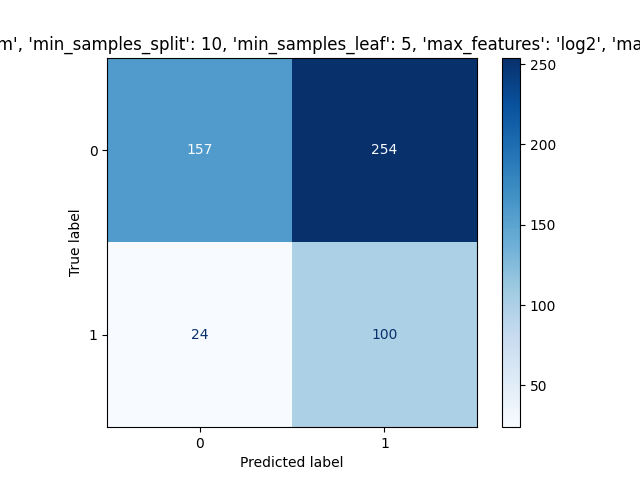 m', 'min_samples_split': 10, 'min_samples_leaf': 5, 'max_features': 'log2', 'ma
250
0 157 254
200
150
True label
100
1 24 100
50
0 1
Predicted label